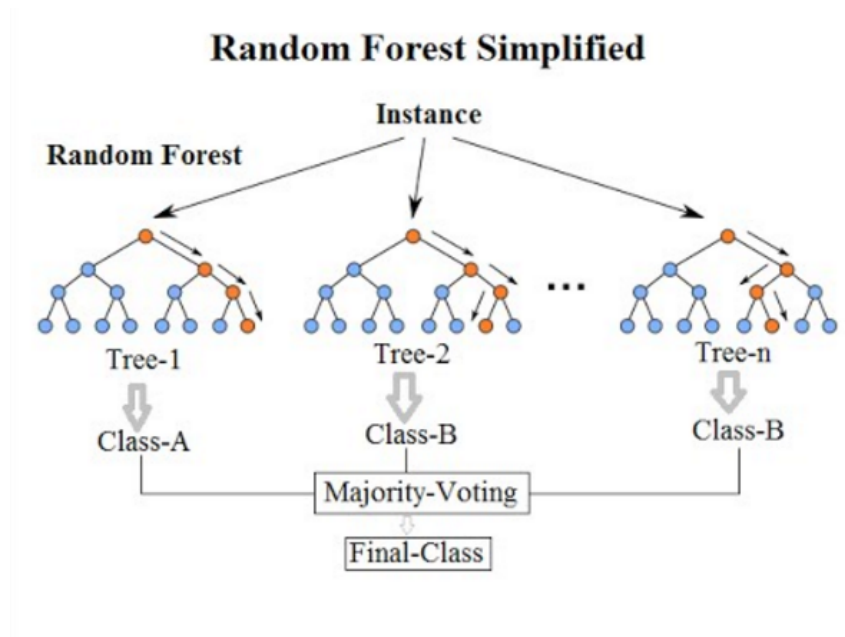 Random Forest Simplified
Instance
Random Forest
...
Tree-1
Tree-2
Tree-n
Class-A
Class-B
Class-B
Majority-Voting
Final-Class